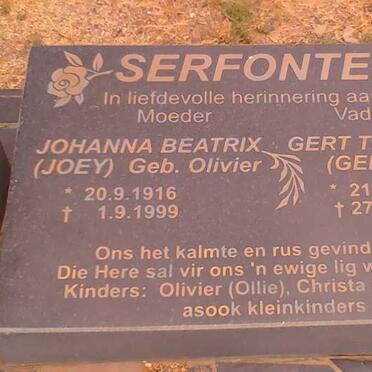 SERFONTE
In liefdevolle herinnering aa
Moeder Vad
JOHANNA BEATRIX GERT T
(JOEY) Geb. Olivier (GE
* 20.9.1916 * 21
† 1.9.1999 † 27
Ons het kalmte en rus gevind
Die Here sal vir ons 'n ewige lig w
Kinders: Olivier (Ollie), Christa
asook kleinkinders